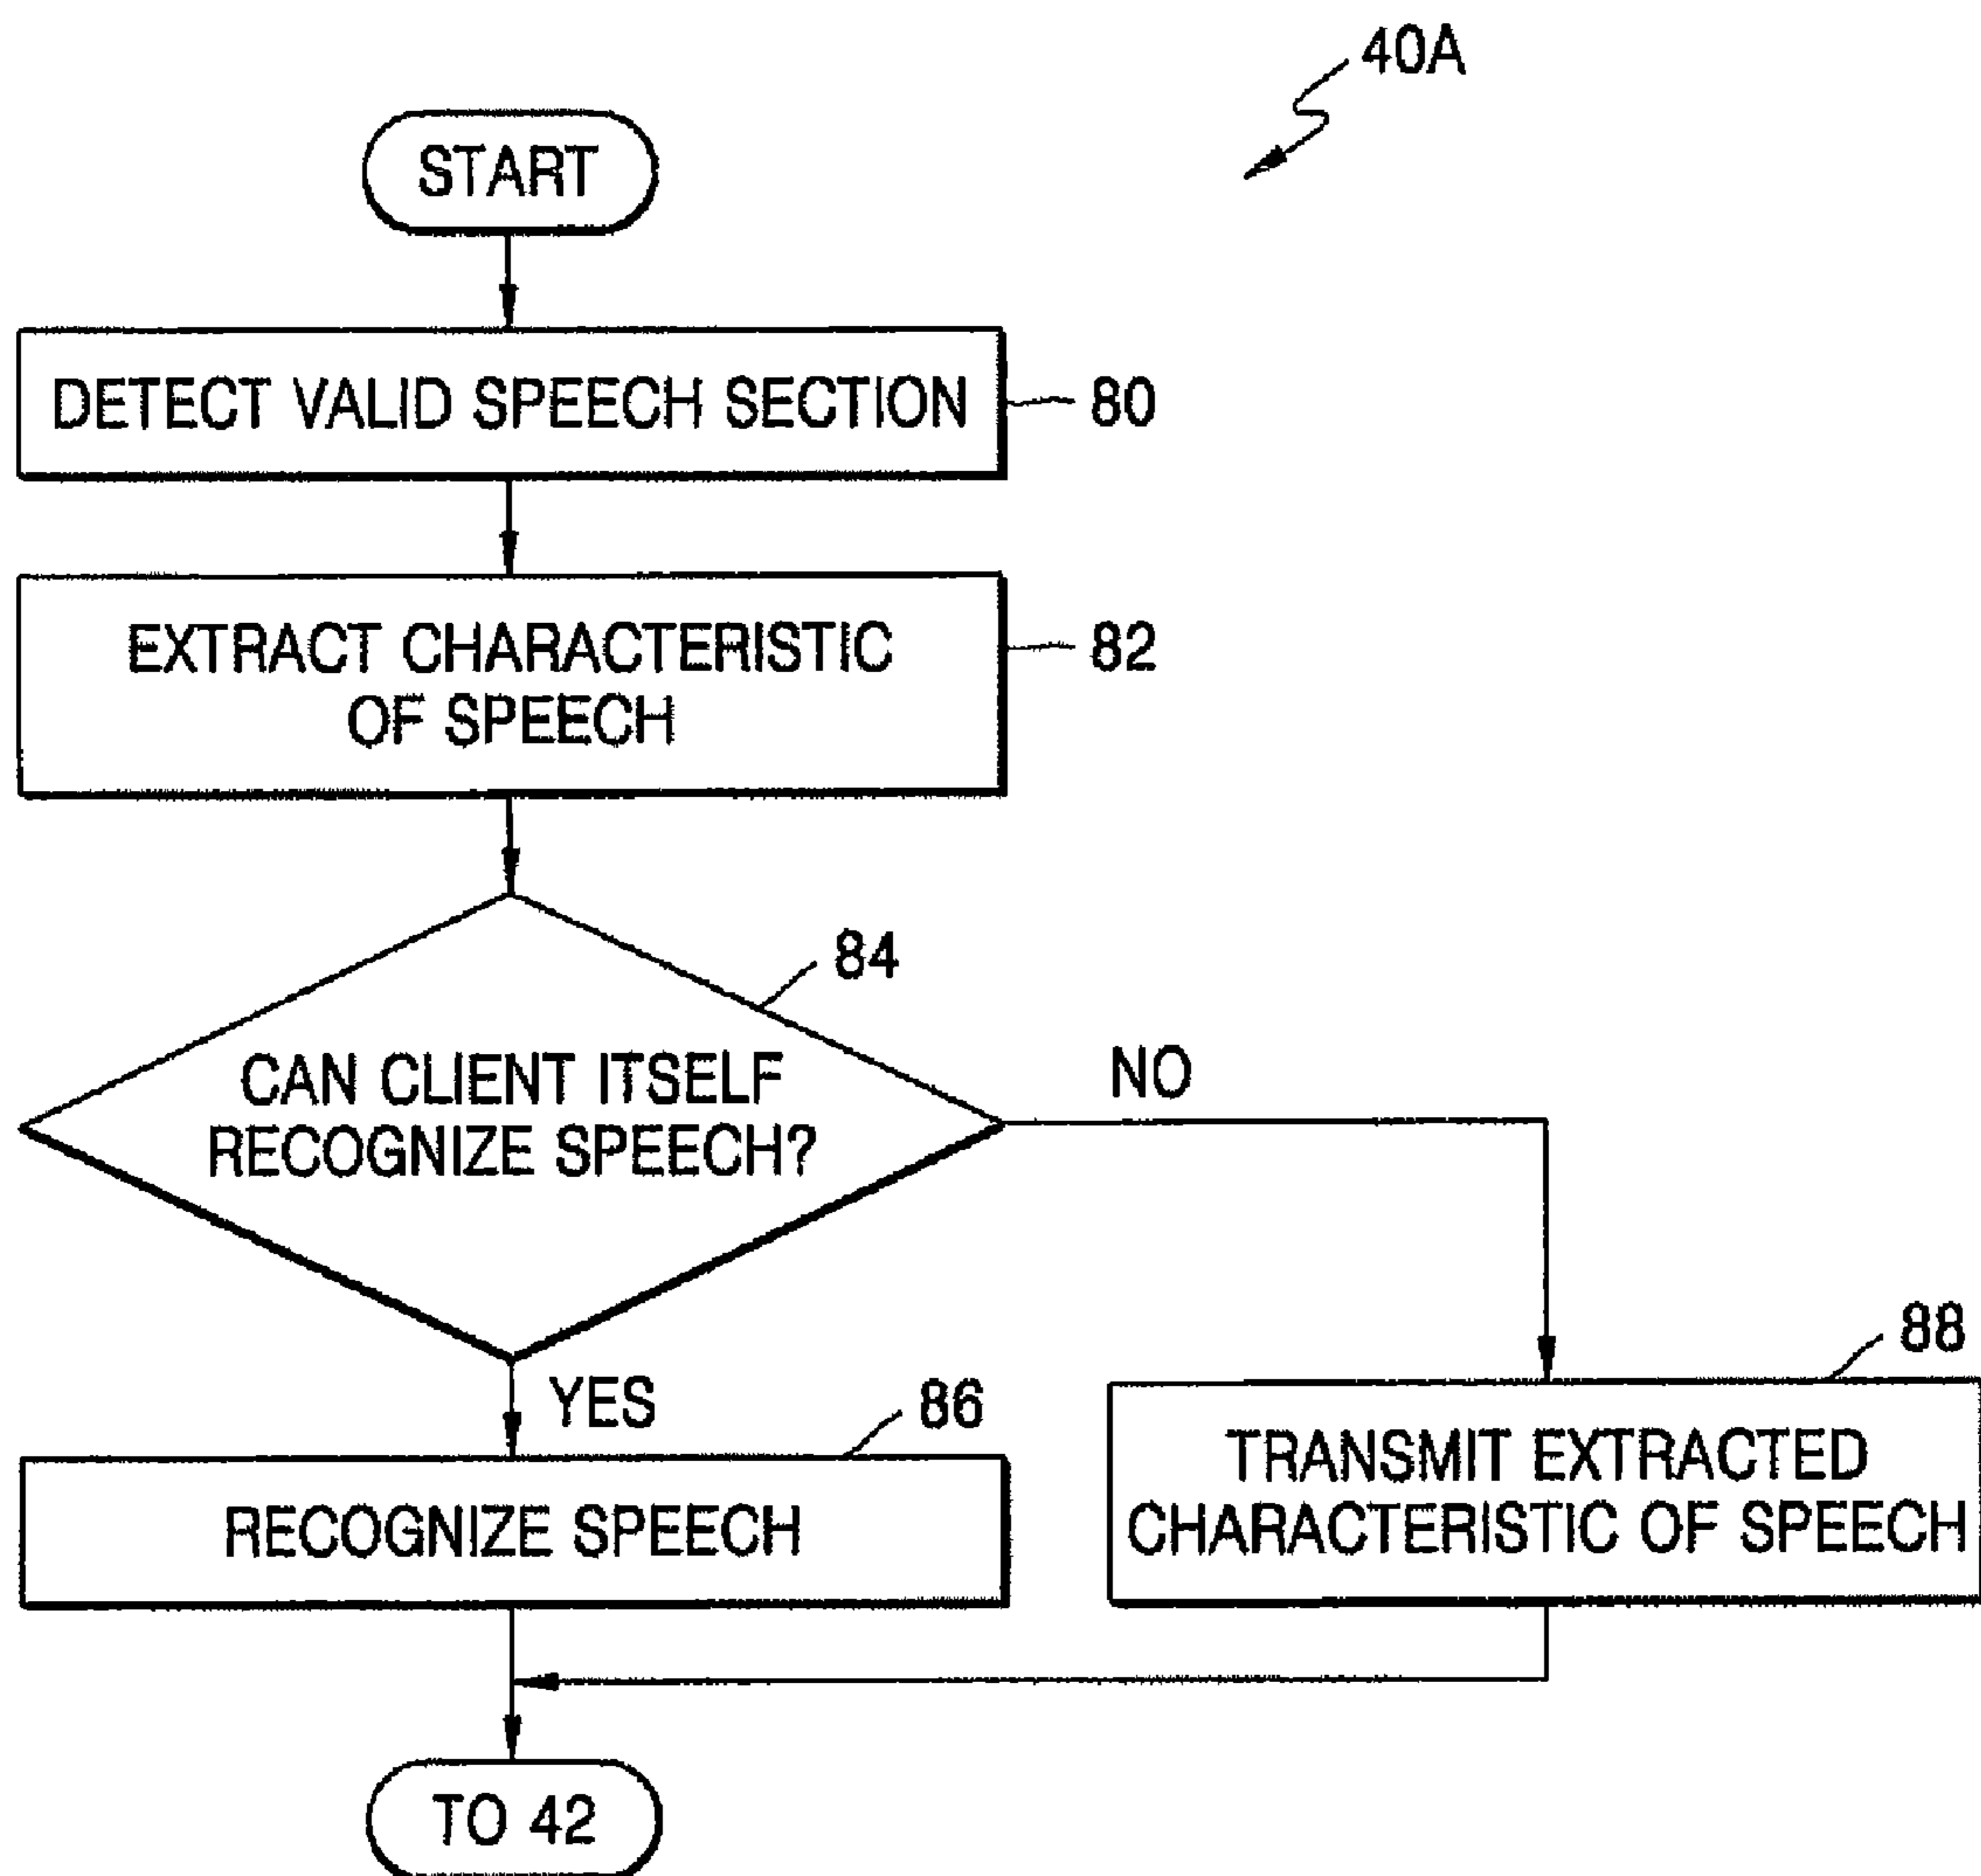 40A
START
DETECT VALID SPEECH SECTION
80
EXTRACT CHARACTERISTIC
OF SPEECH
82
84
CAN CLIENT ITSELF
RECOGNIZE SPEECH?
NO
YES
86
88
RECOGNIZE SPEECH
TRANSMIT EXTRACTED
CHARACTERISTIC OF SPEECH
TO 42